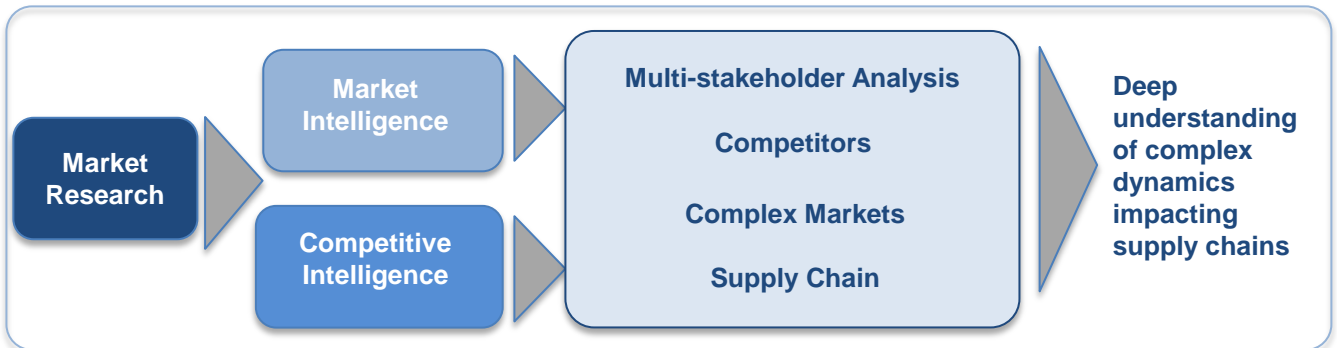 Market
Research
Market
Intelligence
Competitive
Intelligence
Multi-stakeholder Analysis
Competitors
Complex Markets
Supply Chain
Deep
understanding
of complex
dynamics
impacting
supply chains